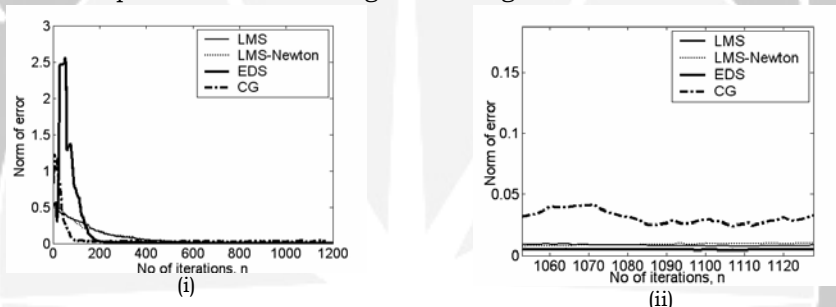 3
2.5
2
1.5
1
0.5
0
Norm of error
LMS
LMS-Newton
EDS
CG
0 200 400 600 800 1000 1200
No of iterations, n
(i)
0.15
0.1
0.05
0
Norm of error
LMS
LMS-Newton
EDS
CG
1060 1070 1080 1090 1100 1110 1120
No of iterations, n
(ii)